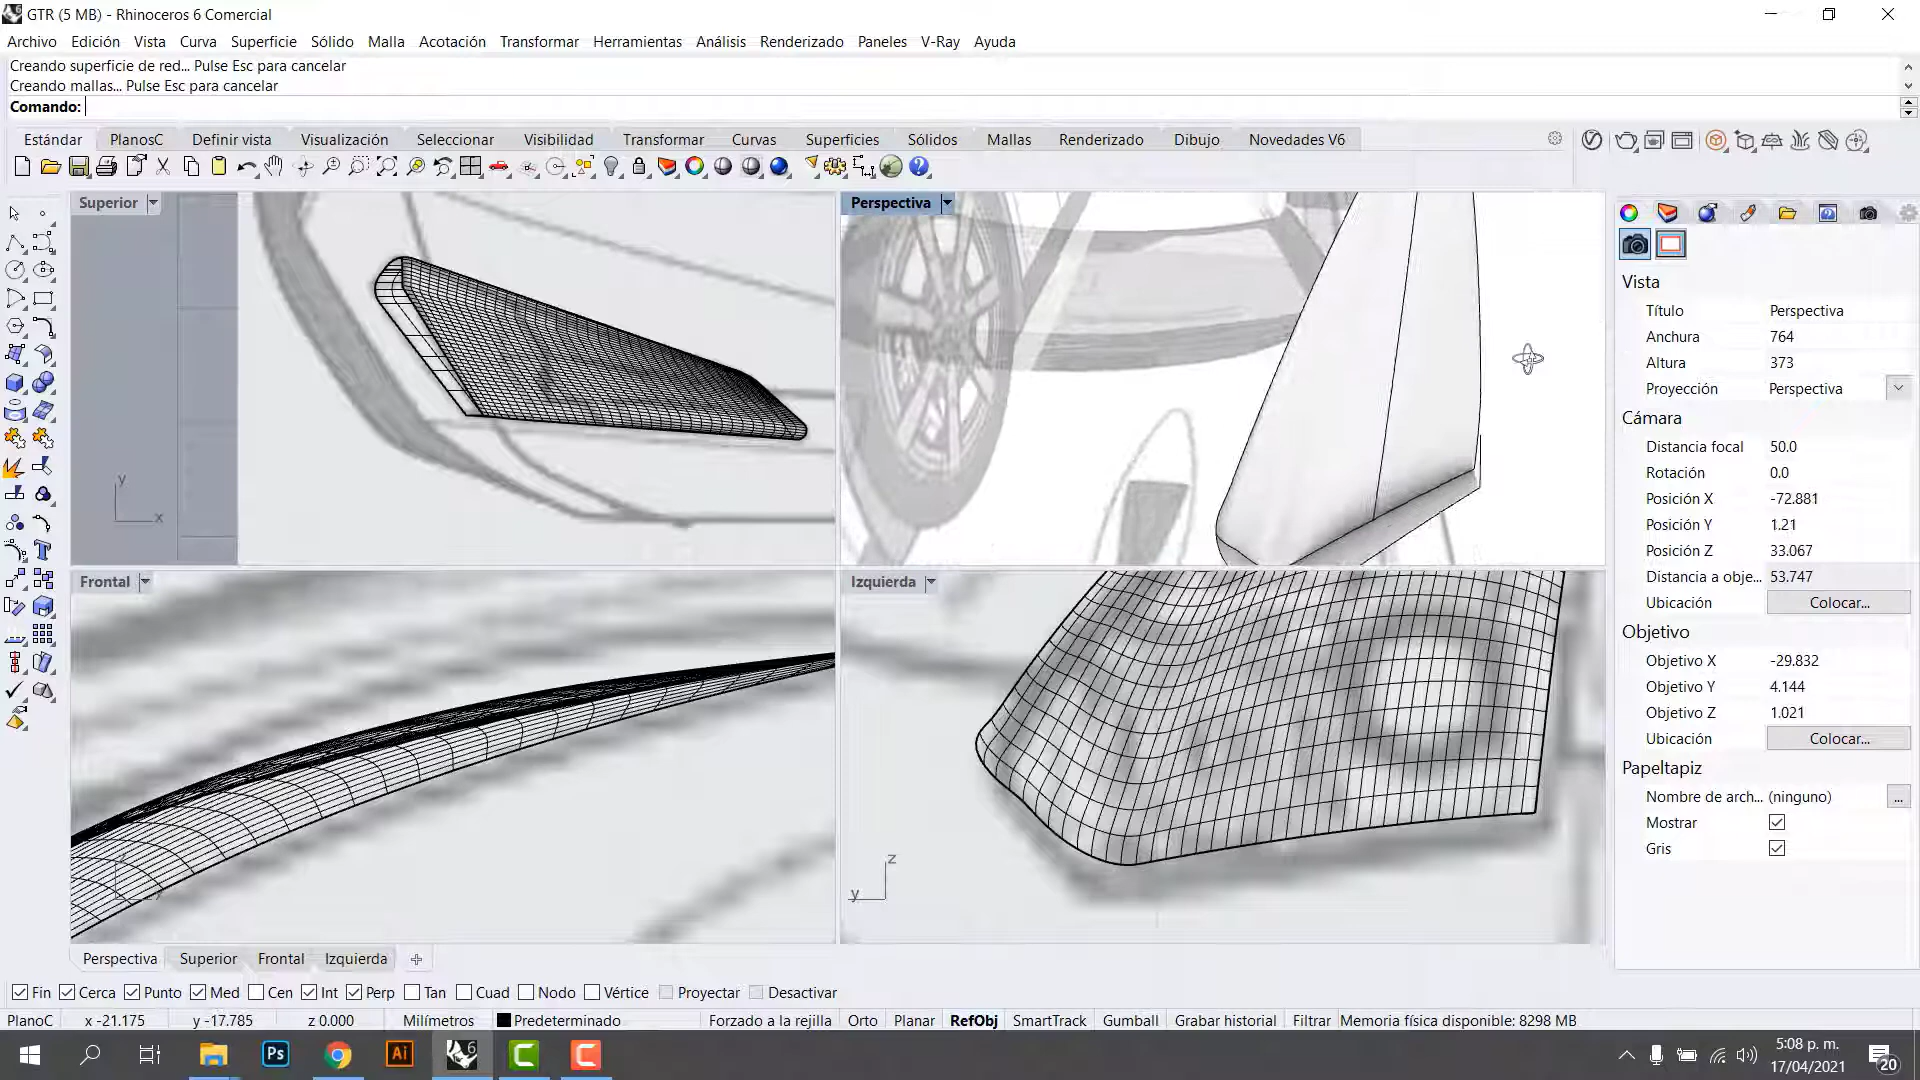 GTR (5 MB) - Rhinoceros 6 Comercial
Archivo Edición Vista Curva Superficie Sólido Malla Acotación Transformar Herramientas Análisis Renderizado Paneles V-Ray Ayuda
Creando superficie de red... Pulse Esc para cancelar
Creando mallas... Pulse Esc para cancelar
Comando:
Estándar PlanosC Definir vista Visualización Seleccionar Visibilidad Transformar Curvas Superficies Sólidos Mallas Renderizado Dibujo Novedades V6
Superior
Perspectiva
Vista
Título Perspectiva
Anchura 764
Altura 373
Proyección Perspectiva
Cámara
Distancia focal 50.0
Rotación 0.0
Posición X -72.881
Posición Y 1.21
Posición Z 33.067
Distancia a obje... 53.747
Ubicación Colocar...
Objetivo
Objetivo X -29.832
Objetivo Y 4.144
Objetivo Z 1.021
Ubicación Colocar...
Papeltapiz
Nombre de arch... (ninguno) ...
Mostrar
Gris
y
x
Frontal
Izquierda
z
y
Perspectiva Superior Frontal Izquierda
Fin Cerca Punto Med Cen Int Perp Tan Cuad Nodo Vértice Proyectar Desactivar
PlanoC x -21.175 y -17.785 z 0.000 Milímetros Predeterminado Forzado a la rejilla Orto Planar RefObj SmartTrack Gumball Grabar historial Filtrar Memoria física disponible: 8298 MB
Ps Ai 6 C C
5:08 p. m.
17/04/2021
20